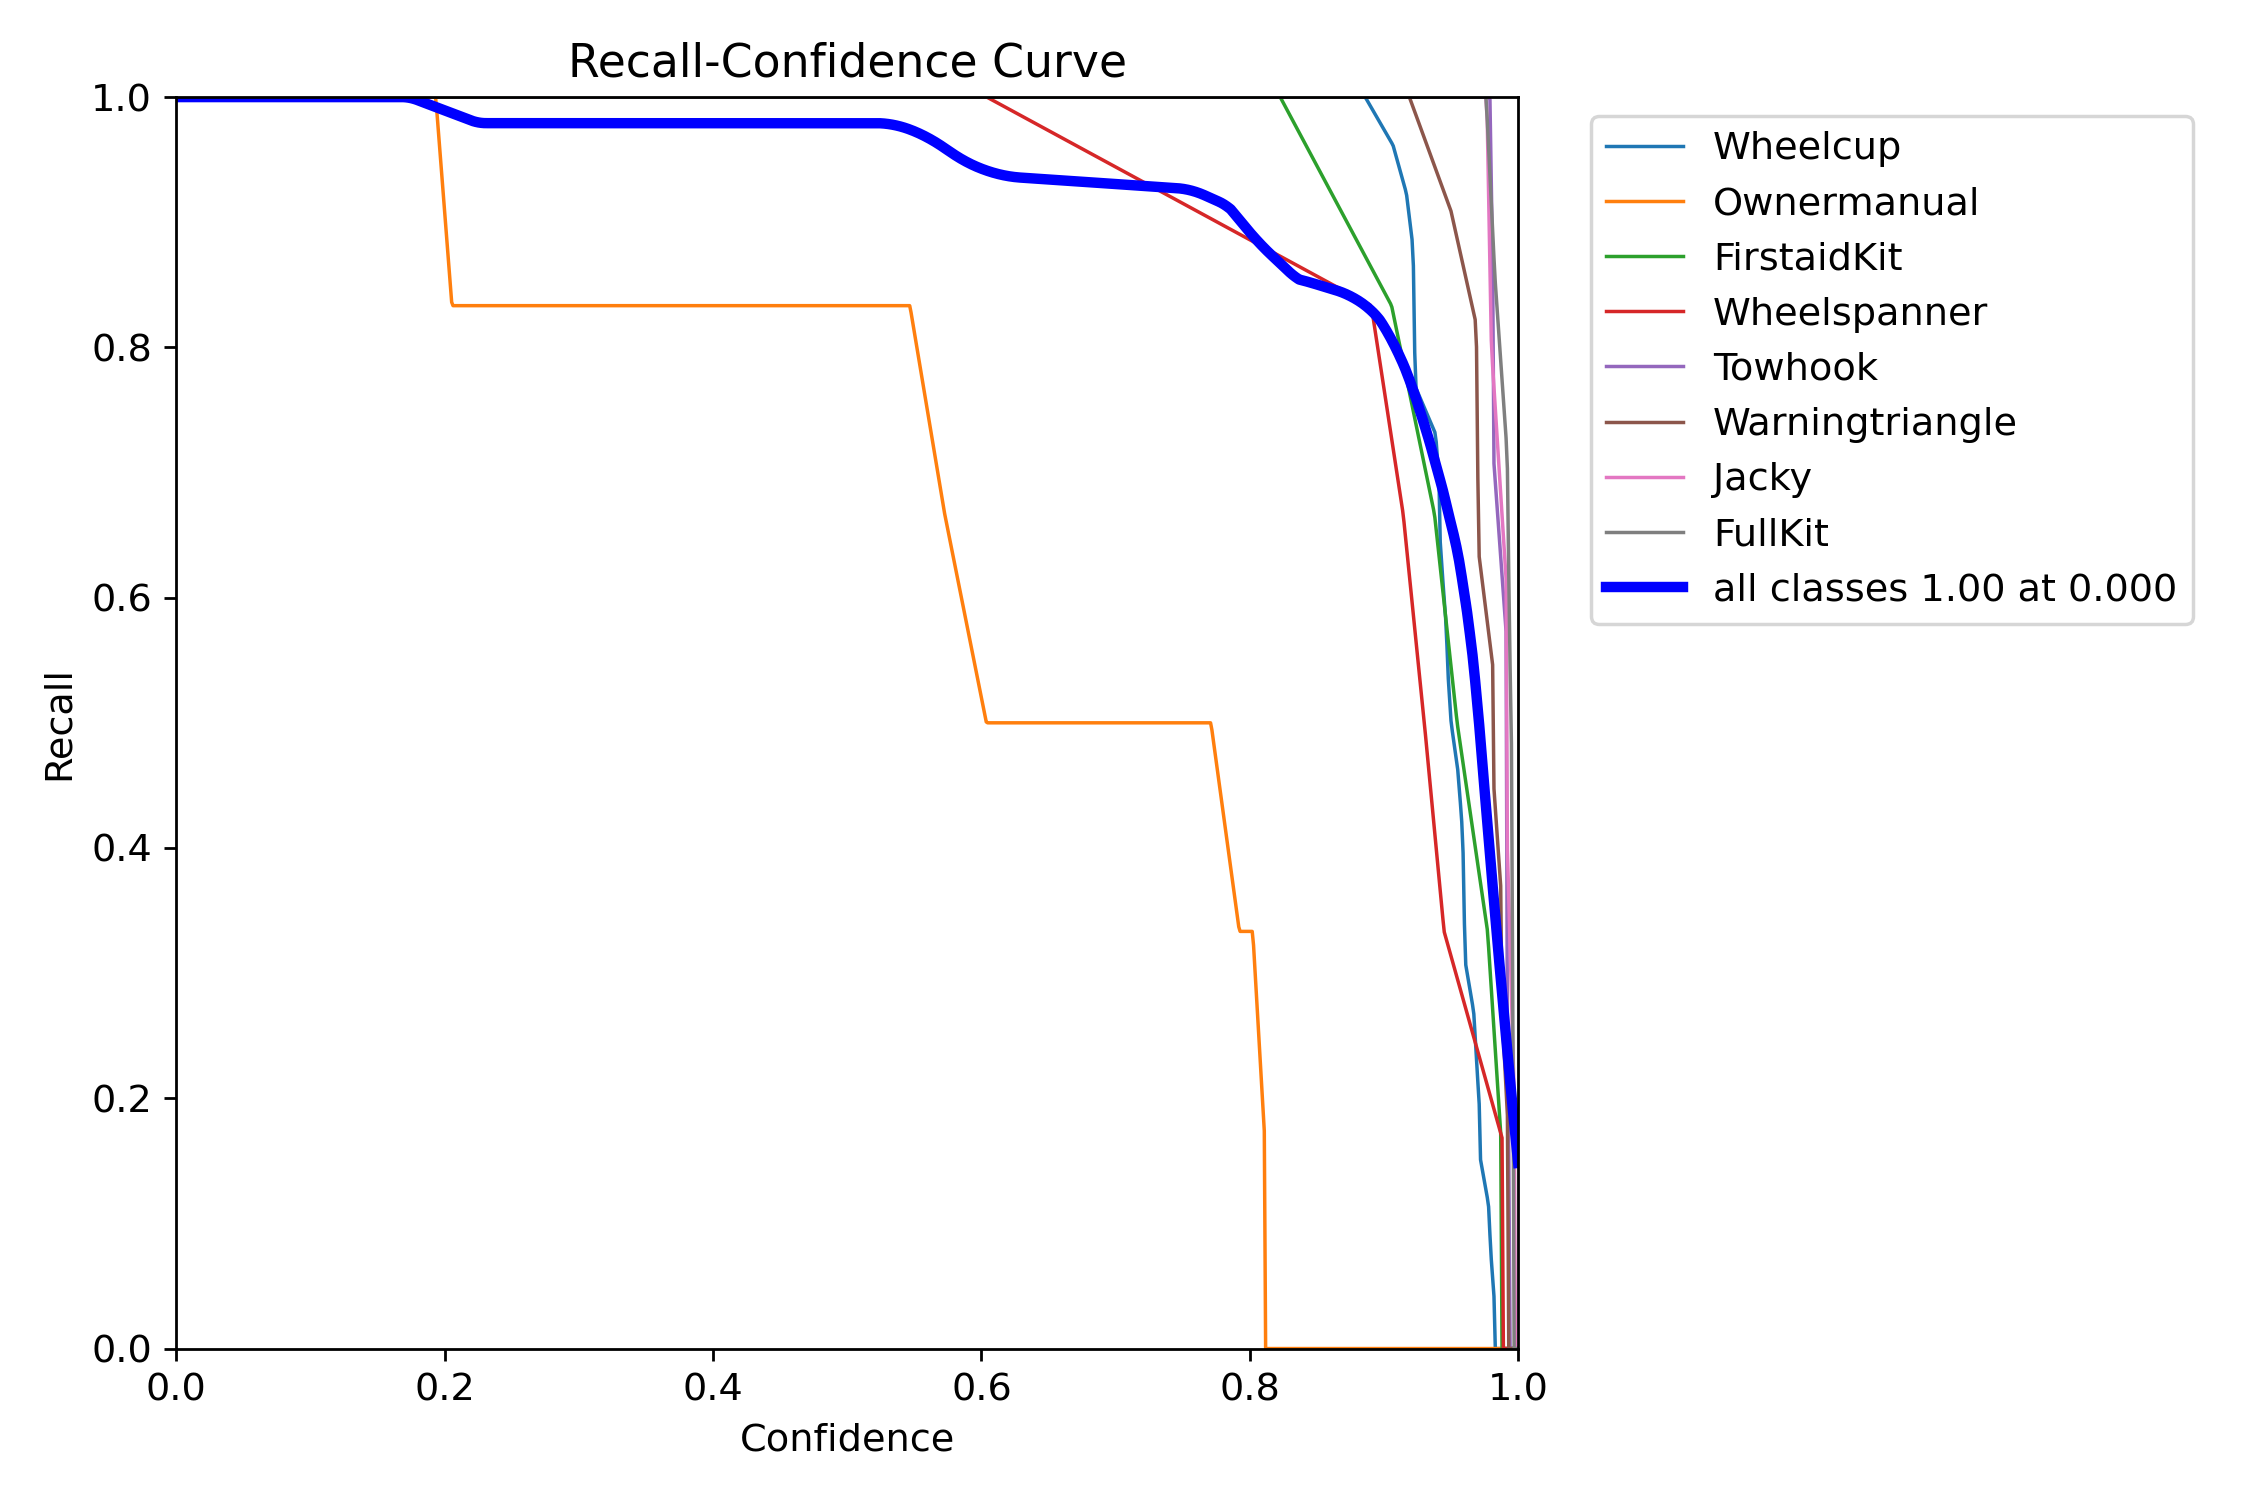 Recall-Confidence Curve
1.0
0.8
0.6
0.4
0.2
0.0
Recall
0.0 0.2 0.4 0.6 0.8 1.0
Confidence
Wheelcup
Ownermanual
FirstaidKit
Wheelspanner
Towhook
Warningtriangle
Jacky
FullKit
all classes 1.00 at 0.000